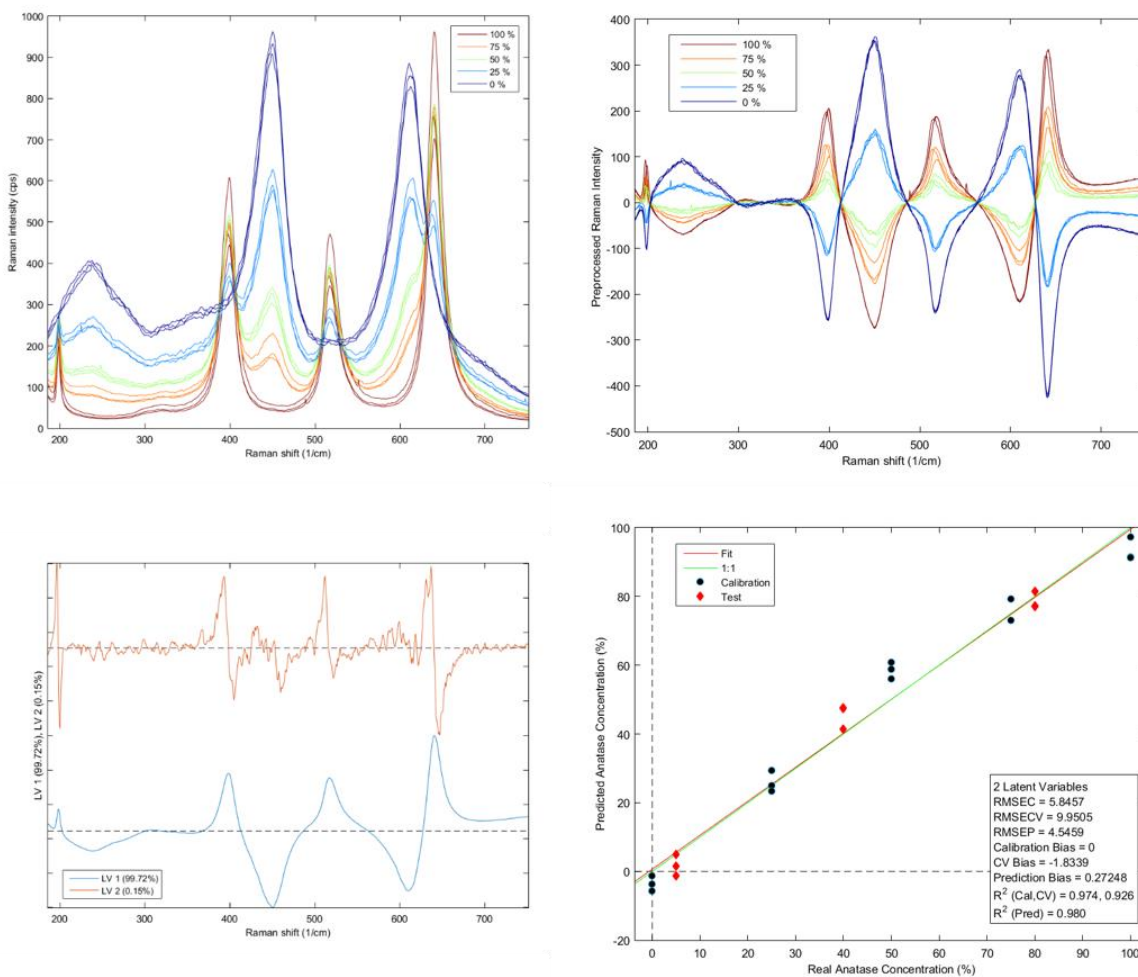 1000
900
800
700
600
500
400
300
200
100
0
Raman intensity (cps)
100 %
75 %
50 %
25 %
0 %
200 300 400 500 600 700
Raman shift (1/cm)
400
300
200
100
0
-100
-200
-300
-400
-500
Preprocessed Raman Intensity
100 %
75 %
50 %
25 %
0 %
200 300 400 500 600 700
Raman shift (1/cm)
LV 1 (99.72%), LV 2 (0.15%)
LV 1 (99.72%)
LV 2 (0.15%)
200 300 400 500 600 700
Raman shift (1/cm)
100
80
60
40
20
0
-20
Predicted Anatase Concentration (%)
Fit
1:1
Calibration
Test
2 Latent Variables
RMSEC = 5.8457
RMSECV = 9.9505
RMSEP = 4.5459
Calibration Bias = 0
CV Bias = -1.8339
Prediction Bias = 0.27248
R² (Cal,CV) = 0.974, 0.926
R² (Pred) = 0.980
0 10 20 30 40 50 60 70 80 90 100
Real Anatase Concentration (%)